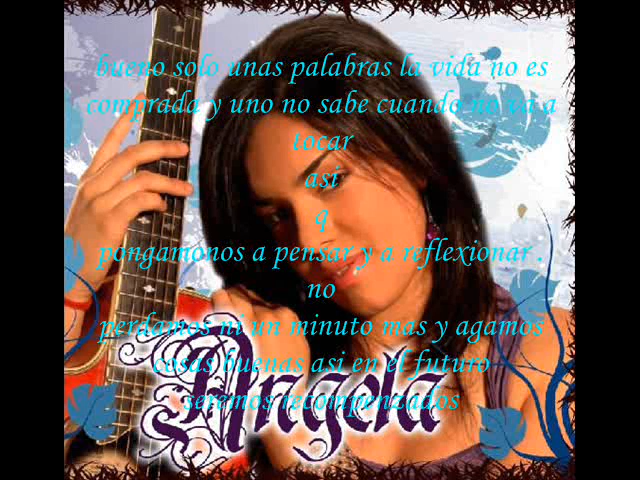 bueno solo unas palabras la vida no es
comprada y uno no sabe cuando no va a
tocar
asi
q
pongamonos a pensar y a reflexionar .
no
perdamos ni un minuto mas y agamos
cosas buenas asi en el futuro
seremos recompenzados
Angela